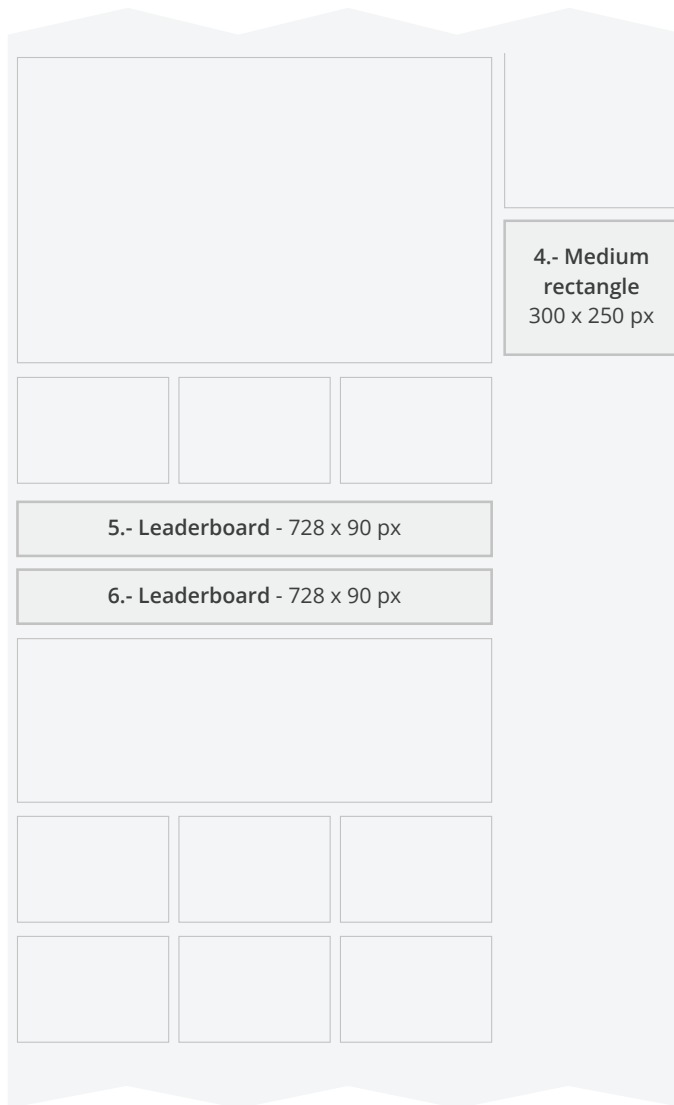 4.- Medium
rectangle
300 x 250 px
5.- Leaderboard - 728 x 90 px
6.- Leaderboard - 728 x 90 px